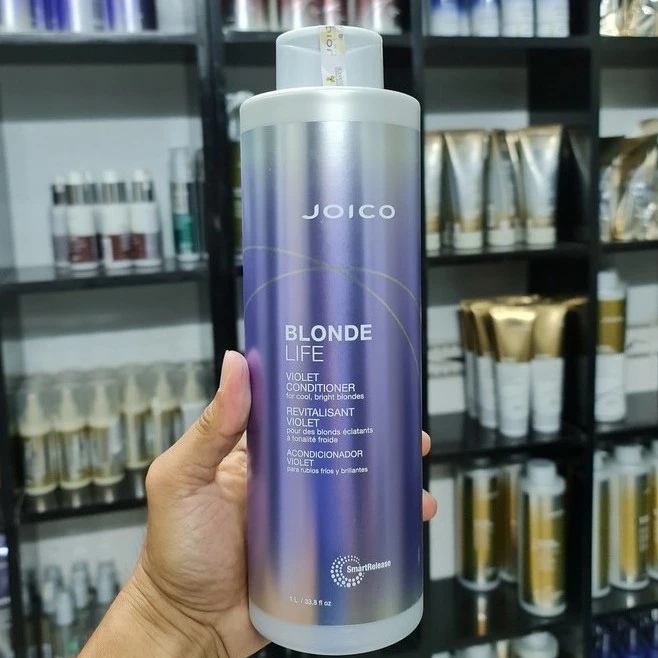 JOICO
BLONDE
LIFE
VIOLET
CONDITIONER
for cool, bright blondes
REVITALISANT
VIOLET
pour des blonds éclatants
à tonalité froide
ACONDICIONADOR
VIOLET
para rubios fríos y brillantes
SmartRelease
1 L / 33.8 fl oz